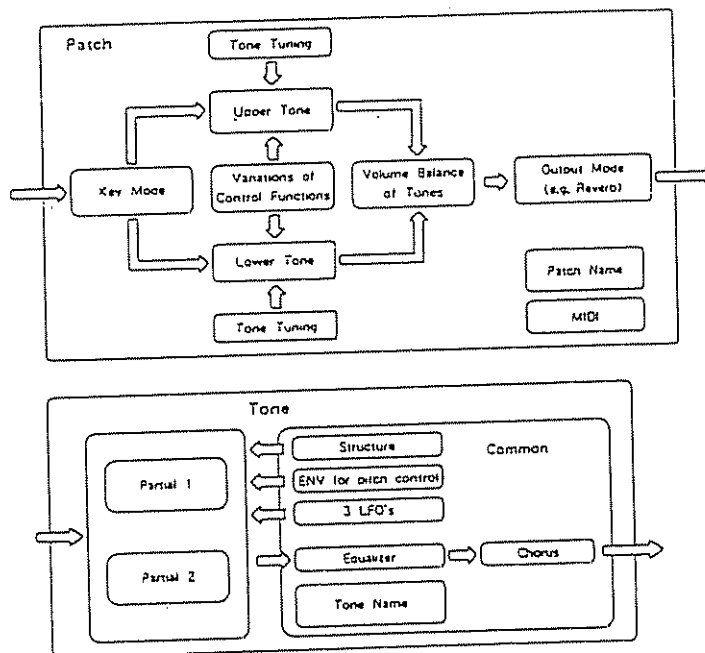 Patch
Tone Tuning
Upper Tone
Key Mode
Variations of
Control Functions
Volume Balance
of Tones
Output Mode
(e.g. Reverb)
Lower Tone
Tone Tuning
Patch Name
MIDI
Tone
Partial 1
Partial 2
Structure
Common
ENV for pitch control
3 LFO's
Equalizer
Chorus
Tone Name